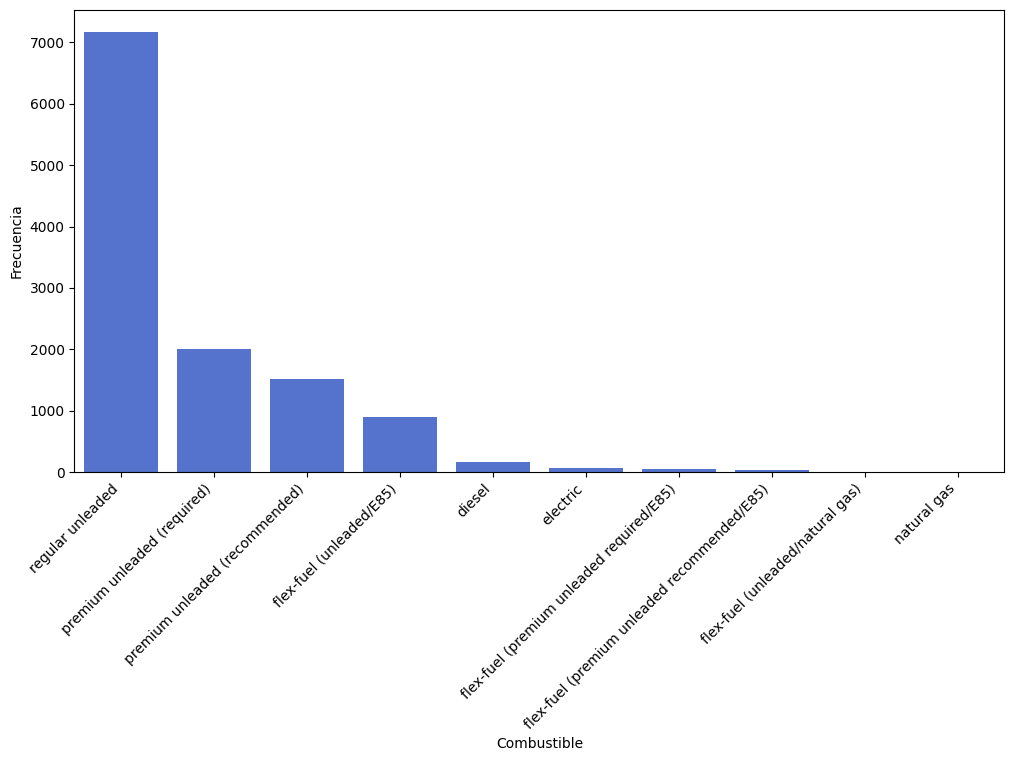 7000
6000
5000
4000
3000
2000
1000
0
Frecuencia
regular unleaded
premium unleaded (required)
premium unleaded (recommended)
flex-fuel (unleaded/E85)
diesel
electric
flex-fuel (premium unleaded required/E85)
flex-fuel (premium unleaded recommended/E85)
flex-fuel (unleaded/natural gas)
natural gas
Combustible